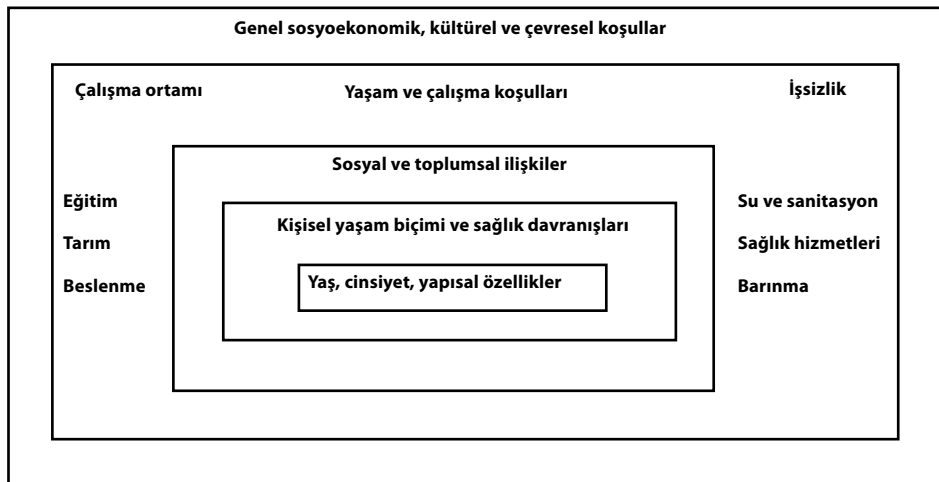 Genel sosyoekonomik, kültürel ve çevresel koşullar
Çalışma ortamı
Yaşam ve çalışma koşulları
İşsizlik
Sosyal ve toplumsal ilişkiler
Eğitim
Su ve sanitasyon
Kişisel yaşam biçimi ve sağlık davranışları
Tarım
Sağlık hizmetleri
Yaş, cinsiyet, yapısal özellikler
Beslenme
Barınma